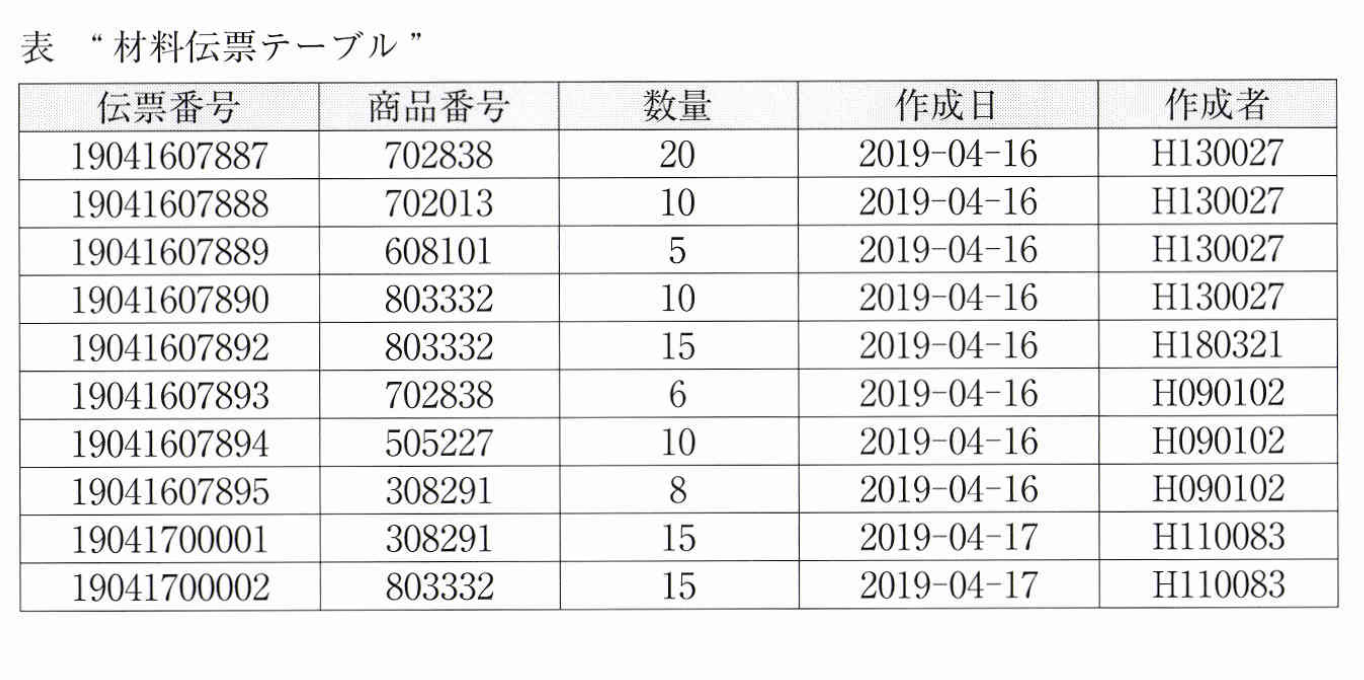 表 “材料伝票テーブル”
伝票番号 商品番号 数量 作成日 作成者
19041607887 702838 20 2019-04-16 H130027
19041607888 702013 10 2019-04-16 H130027
19041607889 608101 5 2019-04-16 H130027
19041607890 803332 10 2019-04-16 H130027
19041607892 803332 15 2019-04-16 H180321
19041607893 702838 6 2019-04-16 H090102
19041607894 505227 10 2019-04-16 H090102
19041607895 308291 8 2019-04-16 H090102
19041700001 308291 15 2019-04-17 H110083
19041700002 803332 15 2019-04-17 H110083